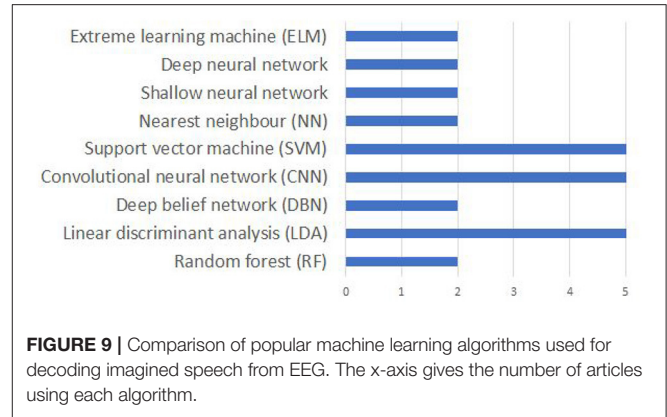 Extreme learning machine (ELM)
Deep neural network
Shallow neural network
Nearest neighbour (NN)
Support vector machine (SVM)
Convolutional neural network (CNN)
Deep belief network (DBN)
Linear discriminant analysis (LDA)
Random forest (RF)
0 1 2 3 4 5
FIGURE 9 | Comparison of popular machine learning algorithms used for
decoding imagined speech from EEG. The x-axis gives the number of articles
using each algorithm.